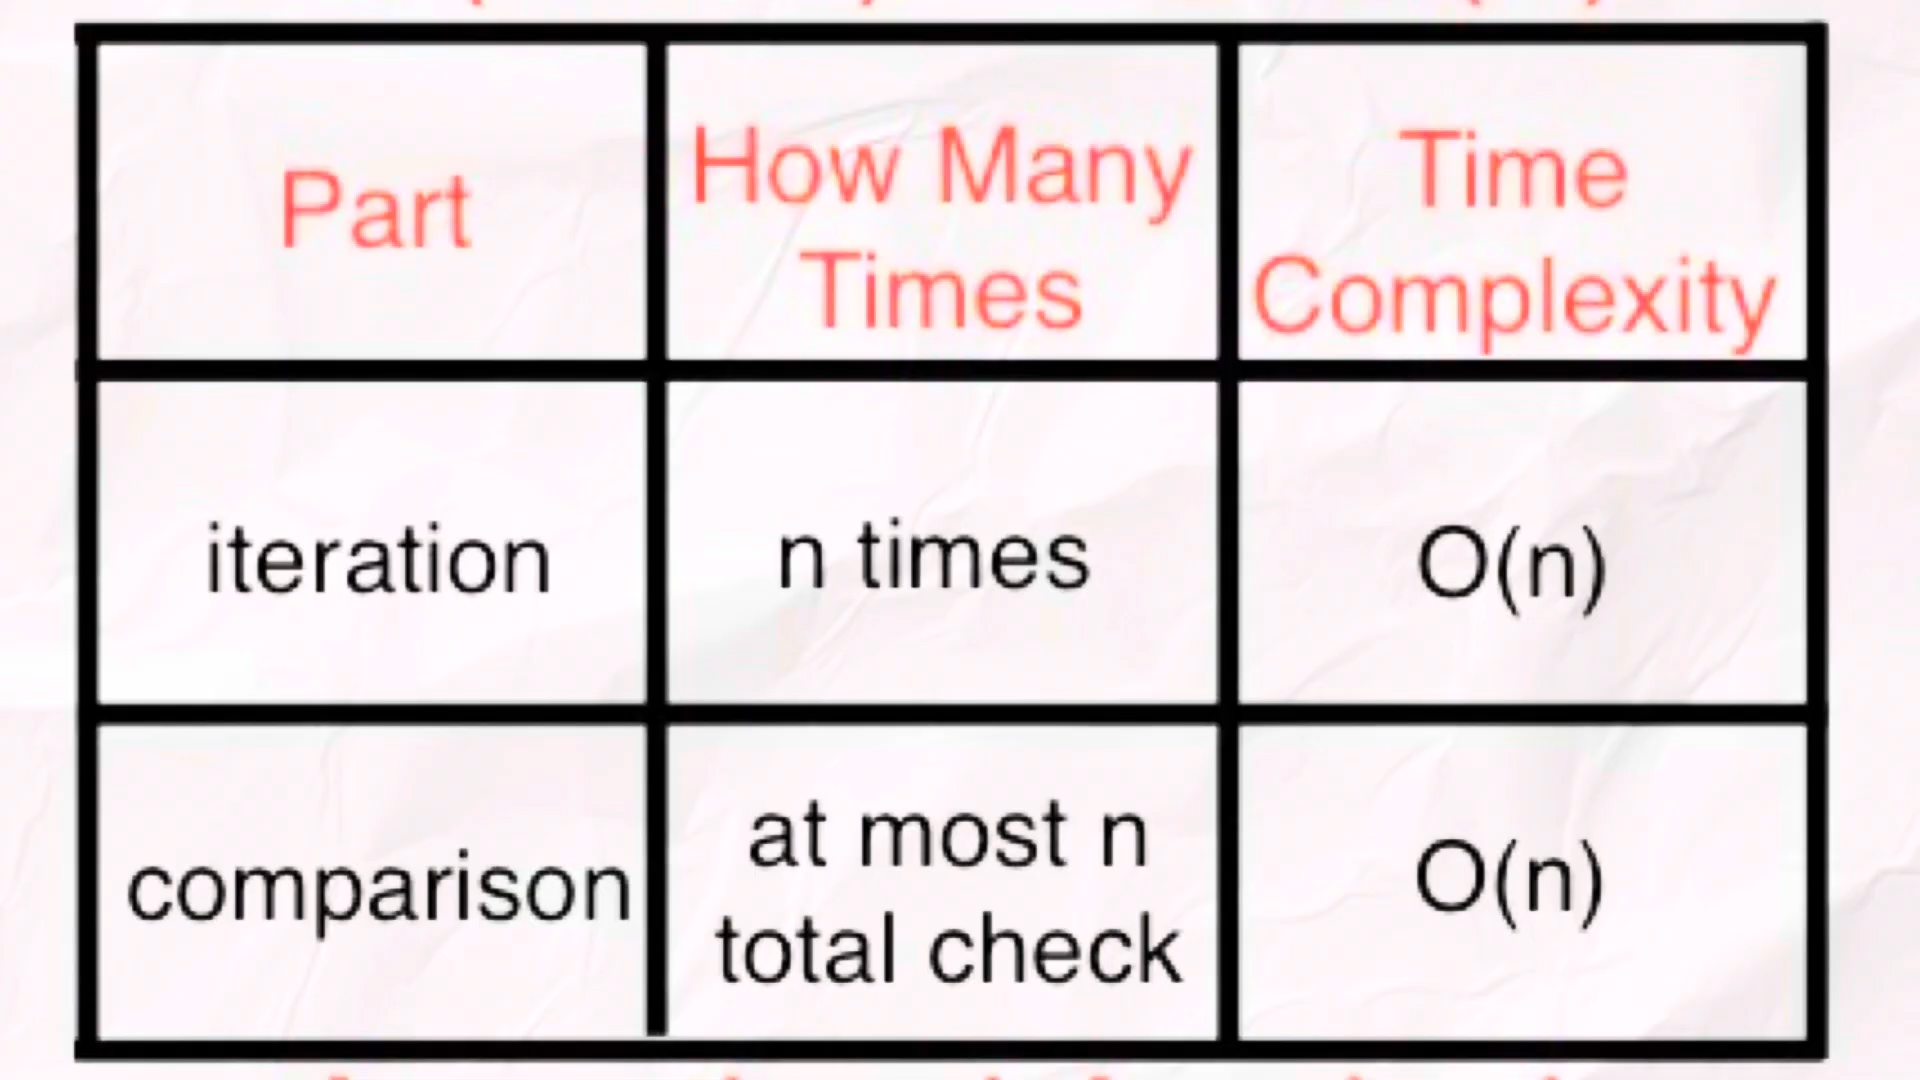 Part
How Many
Times
Time
Complexity
iteration
n times
O(n)
comparison
at most n
total check
O(n)